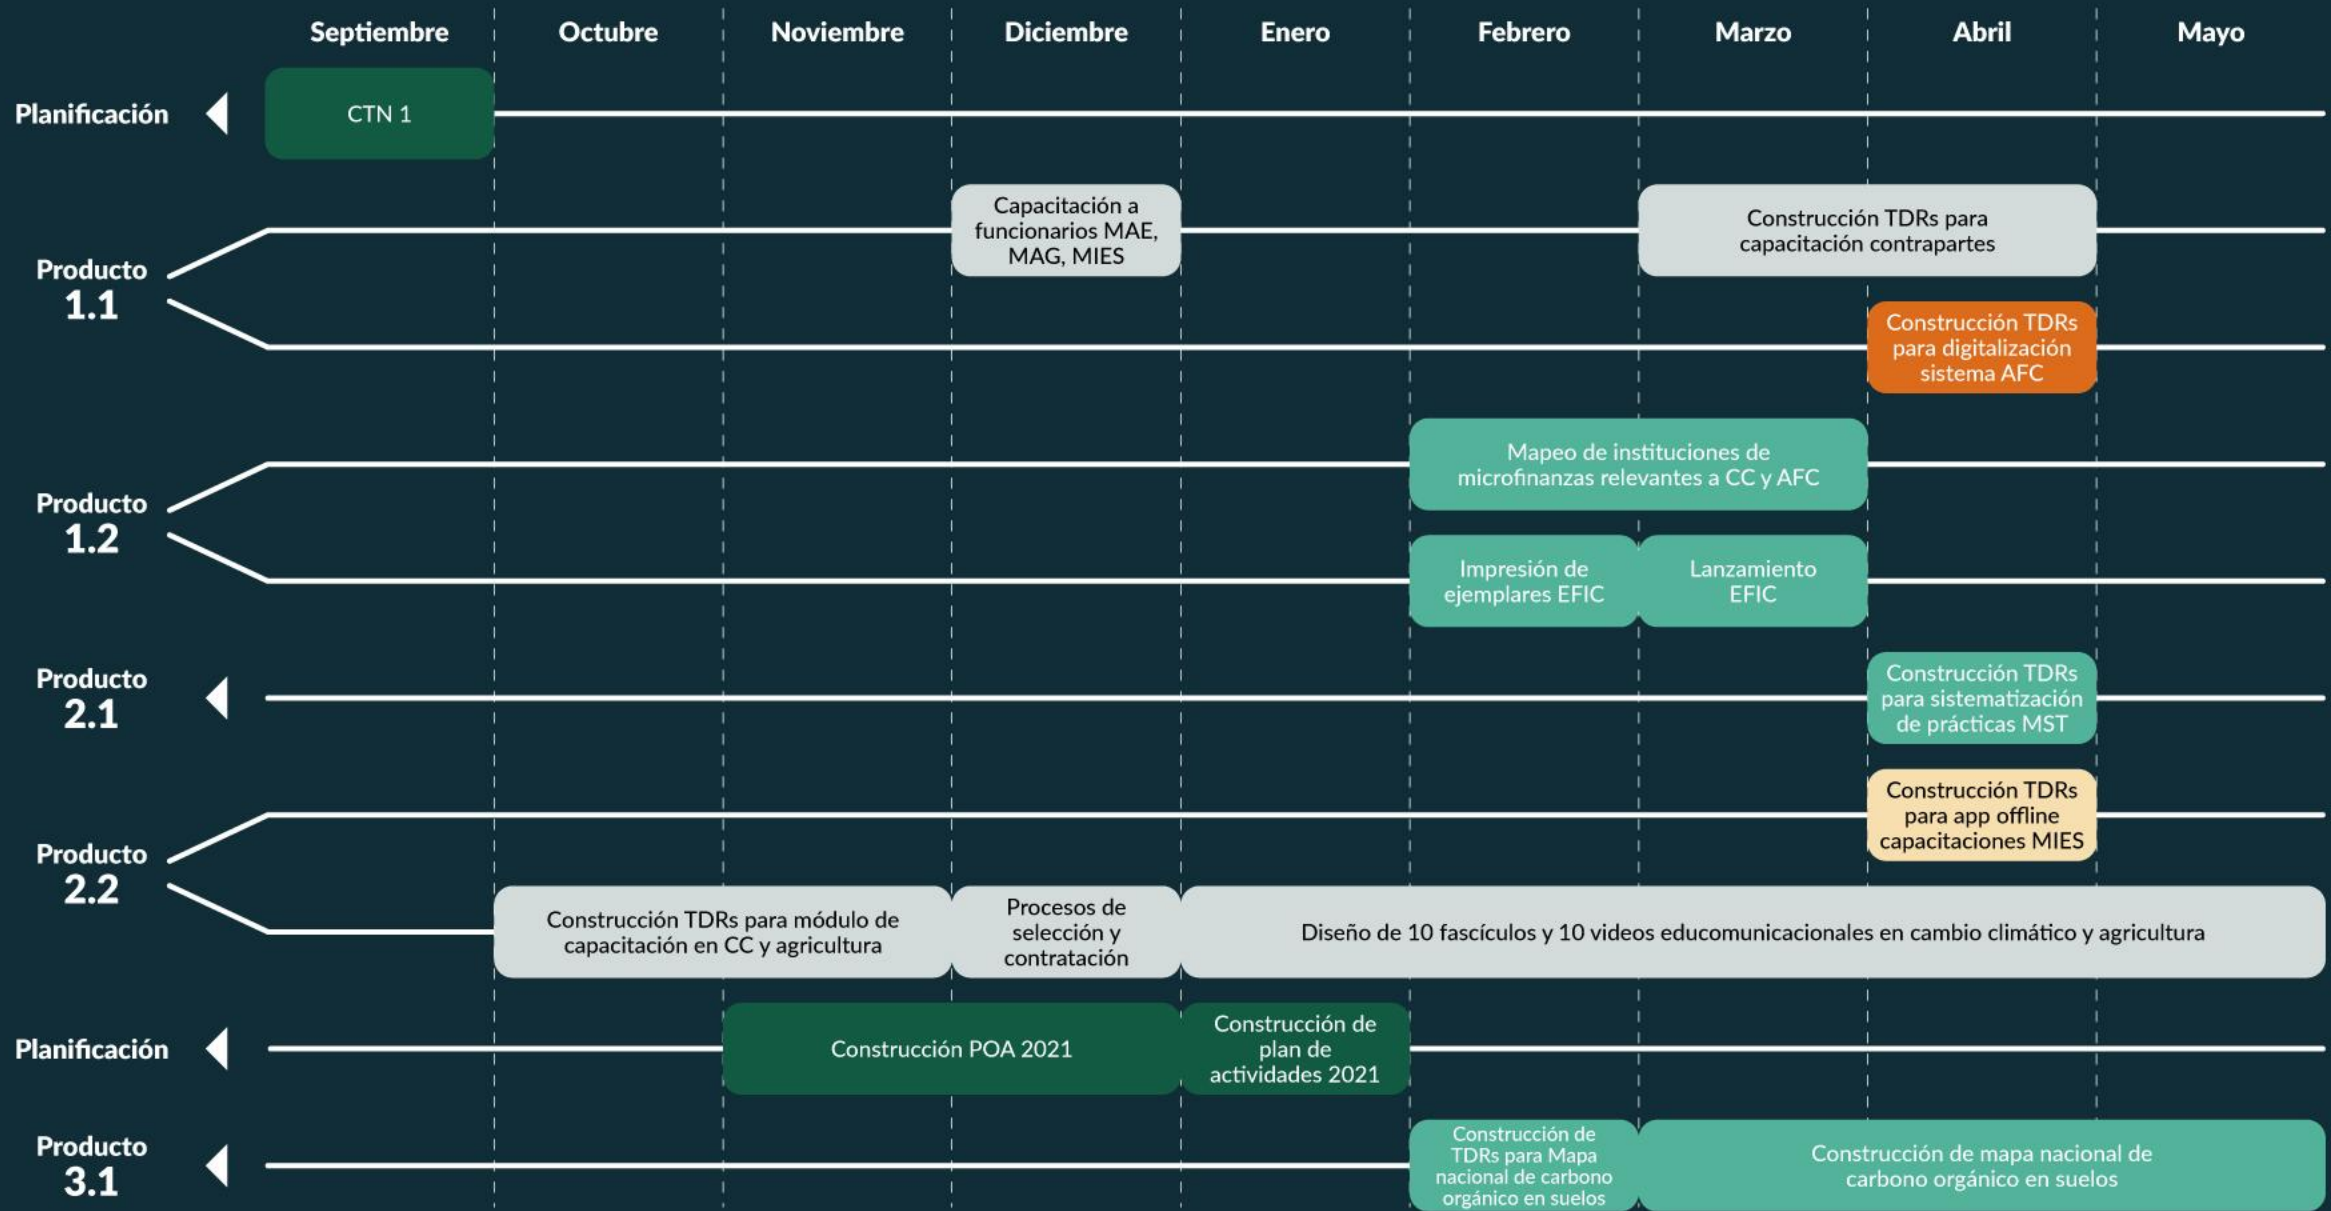 Septiembre
Octubre
Noviembre
Diciembre
Enero
Febrero
Marzo
Abril
Mayo
Planificación
CTN 1
Producto
1.1
Capacitación a
funcionarios MAE,
MAG, MIES
Construcción TDRs para
capacitación contrapartes
Construcción TDRs
para digitalización
sistema AFC
Producto
1.2
Mapeo de instituciones de
microfinanzas relevantes a CC y AFC
Impresión de
ejemplares EFIC
Lanzamiento
EFIC
Producto
2.1
Construcción TDRs
para sistematización
de prácticas MST
Producto
2.2
Construcción TDRs
para app offline
capacitaciones MIES
Construcción TDRs para módulo de
capacitación en CC y agricultura
Procesos de
selección y
contratación
Diseño de 10 fascículos y 10 videos educomunicacionales en cambio climático y agricultura
Planificación
Construcción POA 2021
Construcción de
plan de
actividades 2021
Producto
3.1
Construcción de
TDRs para Mapa
nacional de carbono
orgánico en suelos
Construcción de mapa nacional de
carbono orgánico en suelos